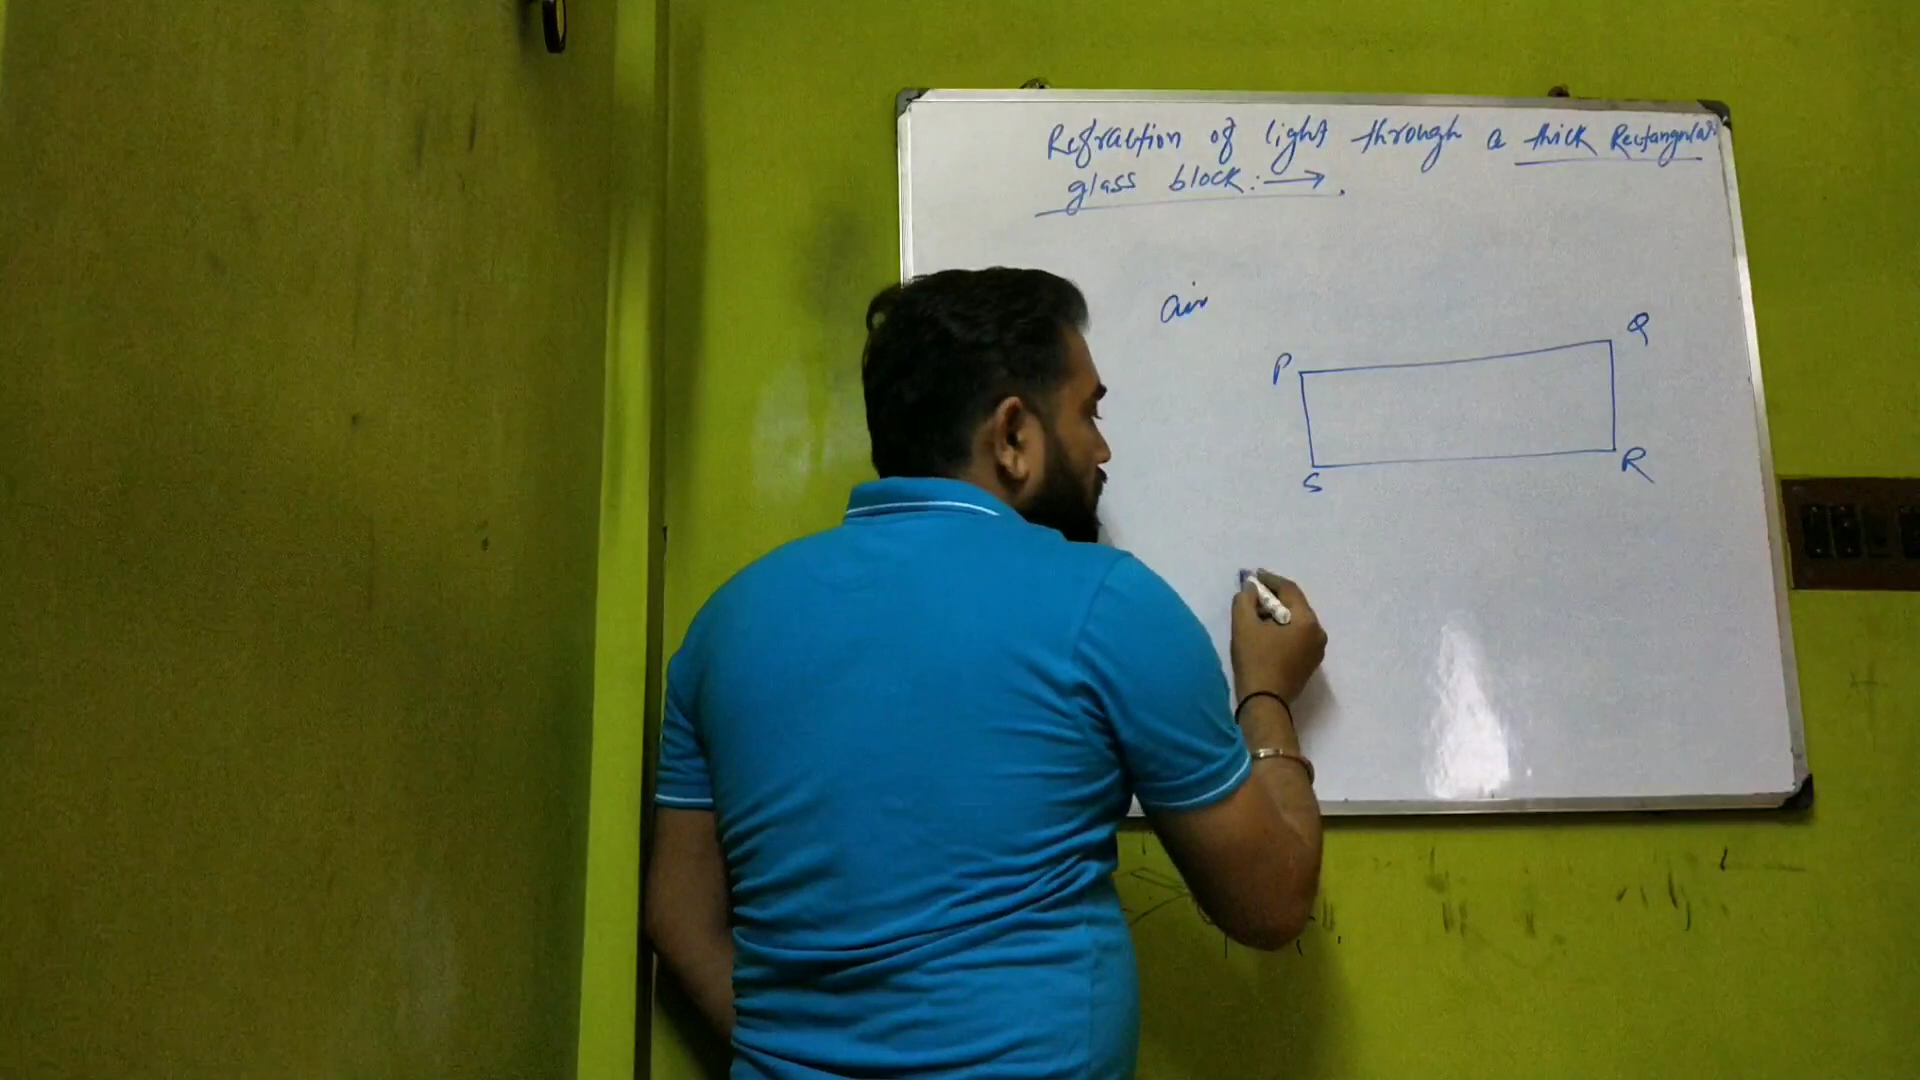 Refraction of light through a thick Rectangular
glass block :→.
air
P
Q
S
R